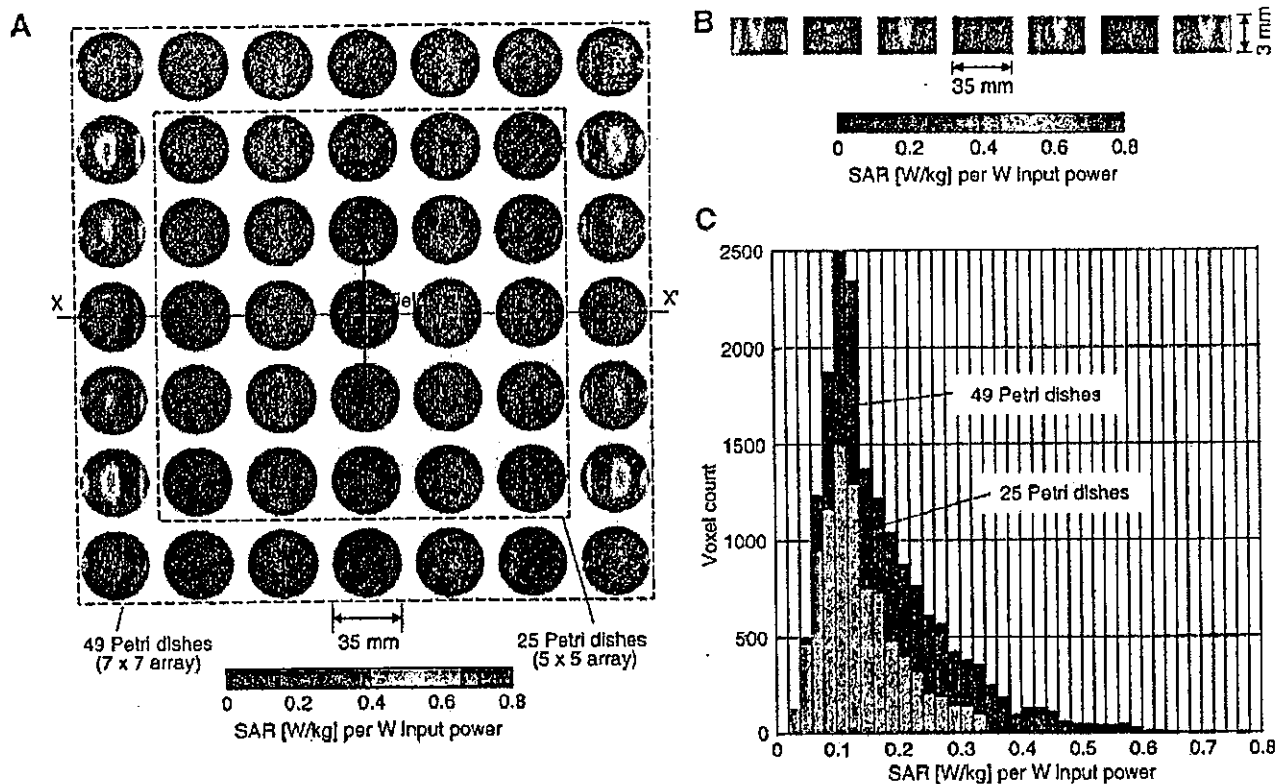 A
X
X'
49 Petri dishes
(7 x 7 array)
35 mm
25 Petri dishes
(5 x 5 array)
0 0.2 0.4 0.6 0.8
SAR [W/kg] per W Input power
B
3 mm
35 mm
0 0.2 0.4 0.6 0.8
SAR [W/kg] per W Input power
C
2500
2000
1500
1000
500
0
Voxel count
49 Petri dishes
25 Petri dishes
0 0.1 0.2 0.3 0.4 0.5 0.6 0.7 0.8
SAR [W/kg] per W Input power